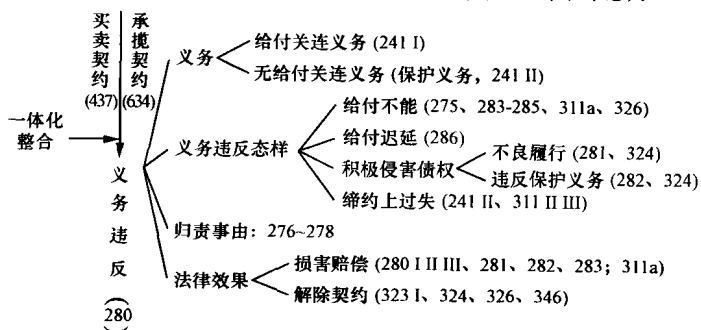 买卖契约
(437)
承揽契约
(634)
一体化
整合
义务违反
(280)
义务
给付关连义务 (241 I)
无给付关连义务 (保护义务，241 II)
义务违反态样
给付不能 (275、283-285、311a、326)
给付迟延 (286)
积极侵害债权
不良履行 (281、324)
违反保护义务 (282、324)
缔约上过失 (241 II、311 II III)
归责事由：276~278
法律效果
损害赔偿 (280 I II III、281、282、283；311a)
解除契约 (323 I、324、326、346)